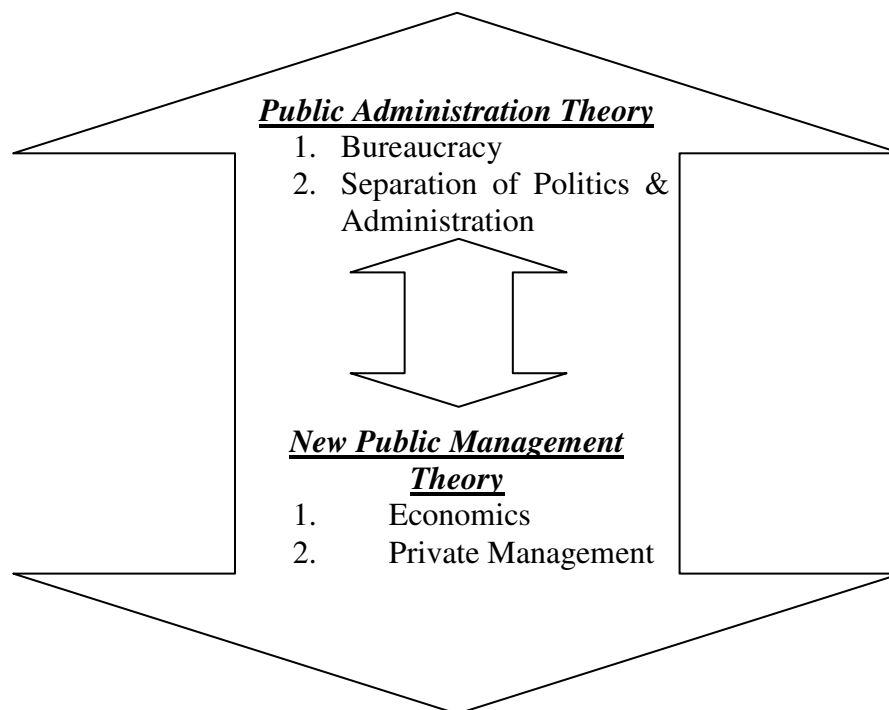 Public Administration Theory
1. Bureaucracy
2. Separation of Politics &
Administration
New Public Management
Theory
1. Economics
2. Private Management